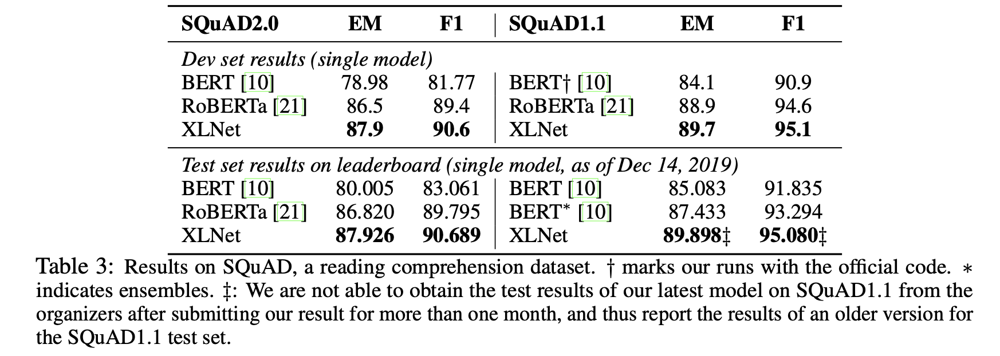 SQuAD2.0 EM F1 SQuAD1.1 EM F1
Dev set results (single model)
BERT [10] 78.98 81.77 BERT† [10] 84.1 90.9
RoBERTa [21] 86.5 89.4 RoBERTa [21] 88.9 94.6
XLNet 87.9 90.6 XLNet 89.7 95.1
Test set results on leaderboard (single model, as of Dec 14, 2019)
BERT [10] 80.005 83.061 BERT [10] 85.083 91.835
RoBERTa [21] 86.820 89.795 BERT* [10] 87.433 93.294
XLNet 87.926 90.689 XLNet 89.898‡ 95.080‡
Table 3: Results on SQuAD, a reading comprehension dataset. † marks our runs with the official code. ∗
indicates ensembles. ‡: We are not able to obtain the test results of our latest model on SQuAD1.1 from the
organizers after submitting our result for more than one month, and thus report the results of an older version for
the SQuAD1.1 test set.